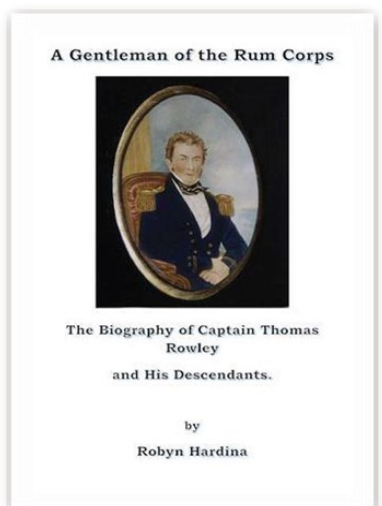 A Gentleman of the Rum Corps
The Biography of Captain Thomas
Rowley
and His Descendants.
by
Robyn Hardina